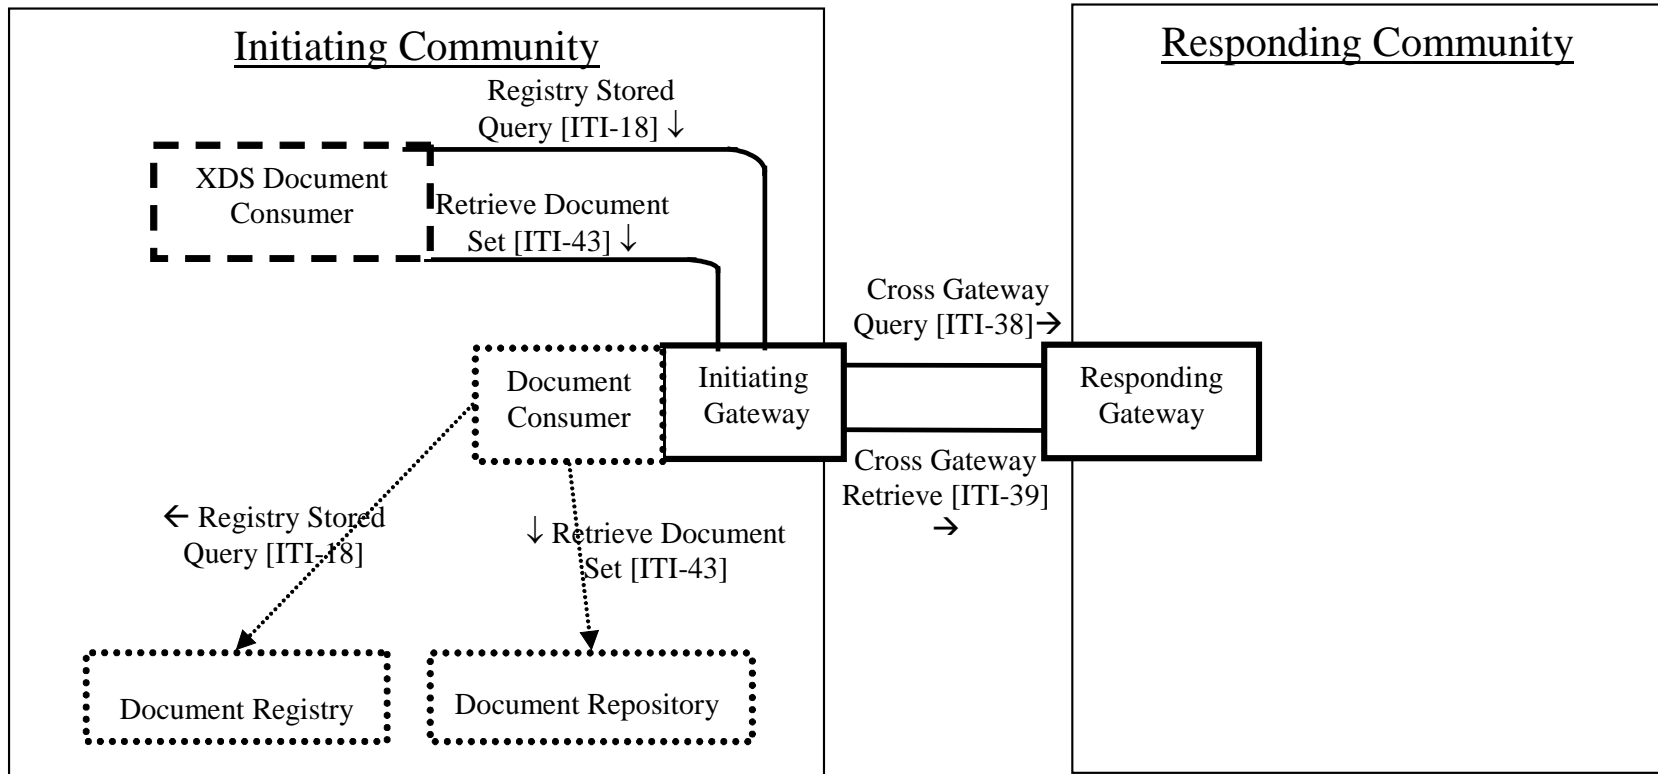 Initiating Community
Responding Community
Registry Stored
Query [ITI-18] ↓
XDS Document
Consumer
Retrieve Document
Set [ITI-43] ↓
Cross Gateway
Query [ITI-38]→
Document
Consumer
Initiating
Gateway
Responding
Gateway
Cross Gateway
Retrieve [ITI-39]
→
← Registry Stored
Query [ITI-18]
↓ Retrieve Document
Set [ITI-43]
Document Registry
Document Repository